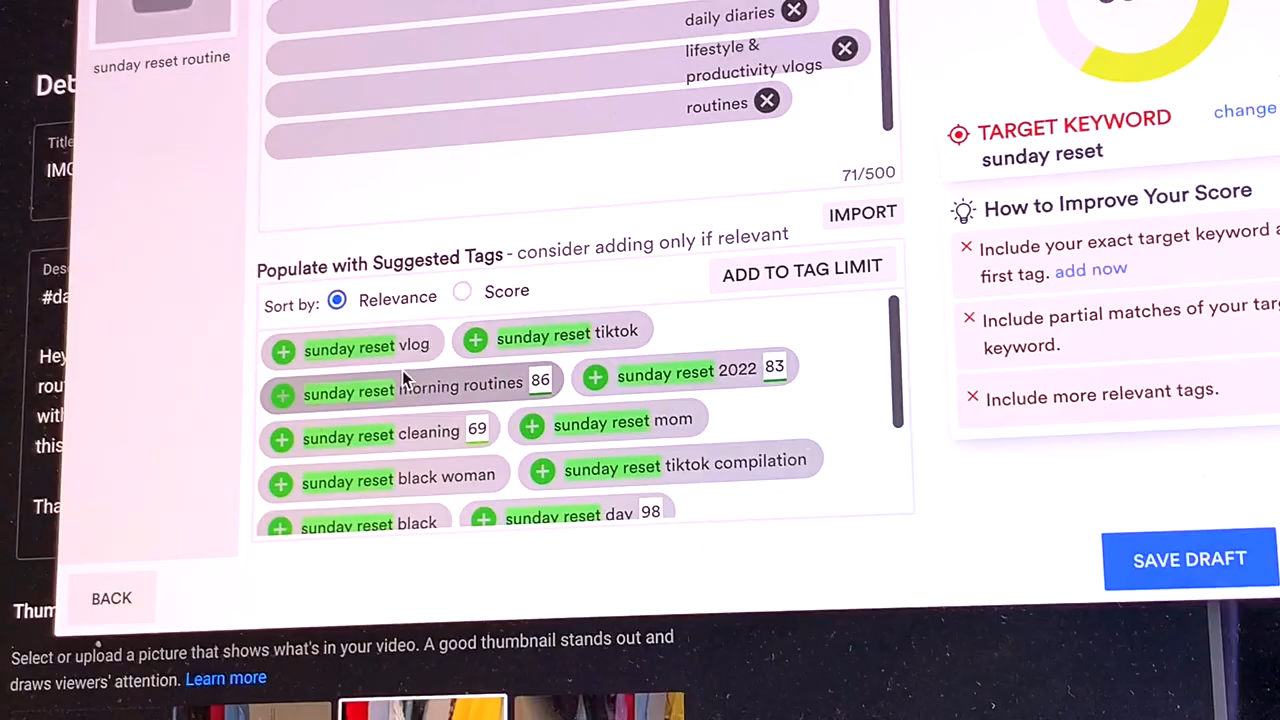 sunday reset routine
daily diaries
lifestyle &
productivity vlogs
routines
71/500
IMPORT
Populate with Suggested Tags - consider adding only if relevant
ADD TO TAG LIMIT
Sort by: Relevance Score
sunday reset vlog
sunday reset tiktok
sunday reset morning routines 86
sunday reset 2022 83
sunday reset cleaning 69
sunday reset mom
sunday reset black woman
sunday reset tiktok compilation
sunday reset black
sunday reset day 98
TARGET KEYWORD
change
sunday reset
How to Improve Your Score
Include your exact target keyword a
first tag. add now
Include partial matches of your tar
keyword.
Include more relevant tags.
BACK
SAVE DRAFT
Det
Title
IMG
Des
#da
Hey
rou
with
this
Tha
Thum
Select or upload a picture that shows what's in your video. A good thumbnail stands out and
draws viewers' attention. Learn more